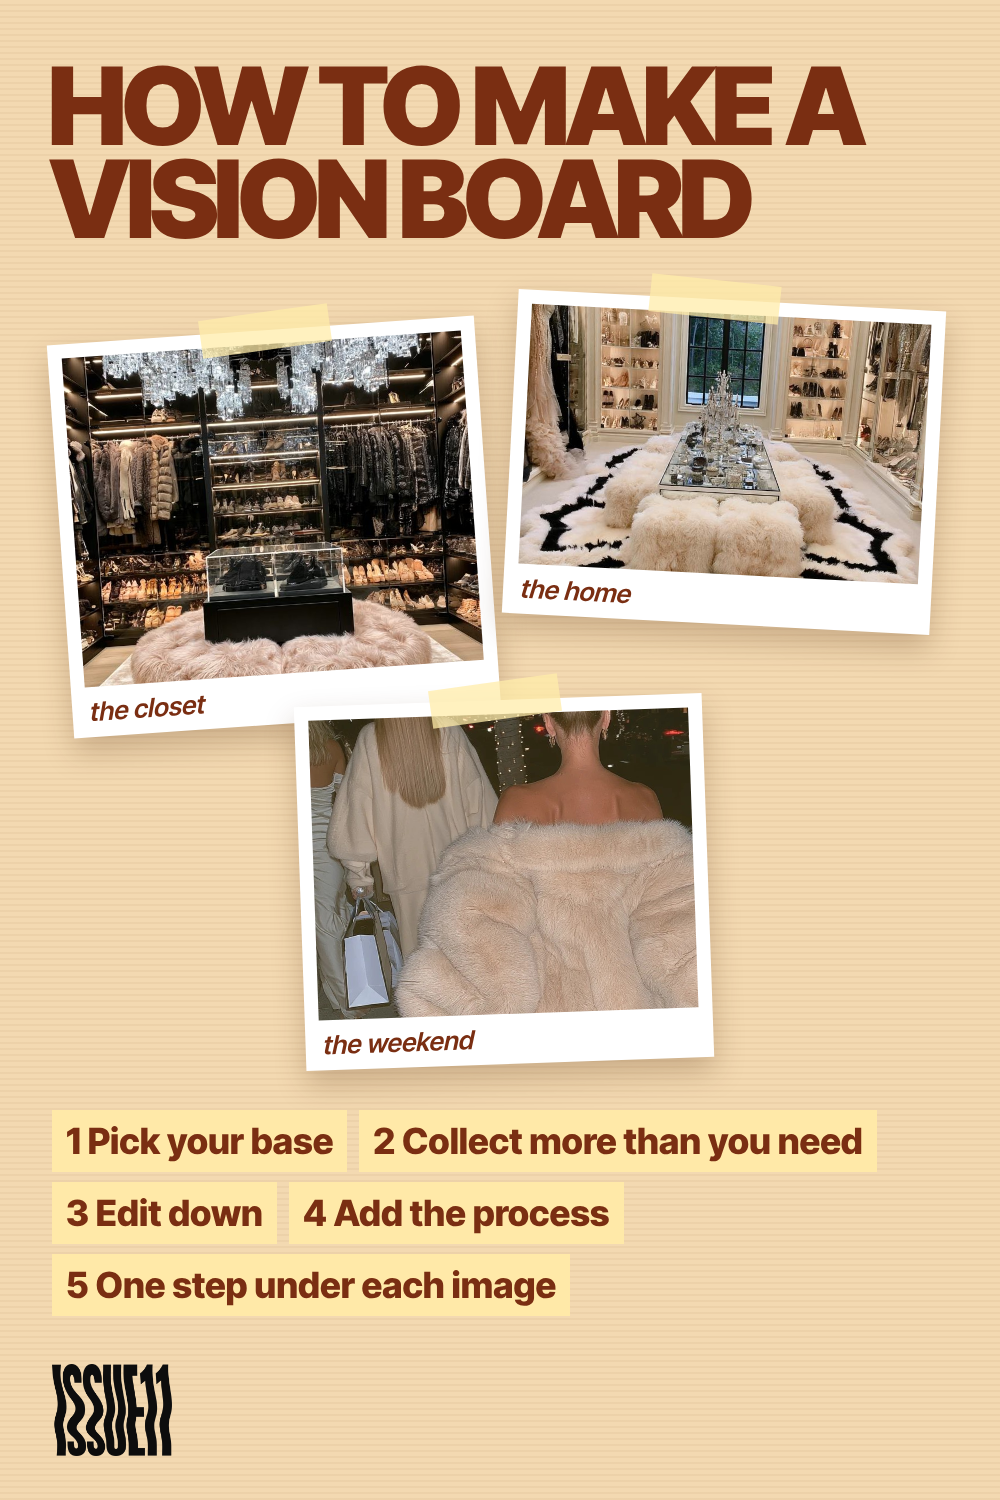 HOW TO MAKE A
VISION BOARD
the closet
the home
the weekend
1 Pick your base
2 Collect more than you need
3 Edit down
4 Add the process
5 One step under each image
ISSUE11